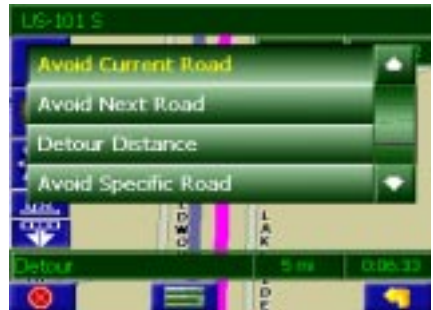 US-101 S
Avoid Current Road
Avoid Next Road
Detour Distance
Avoid Specific Road
Detour
5 mi
0:06:33